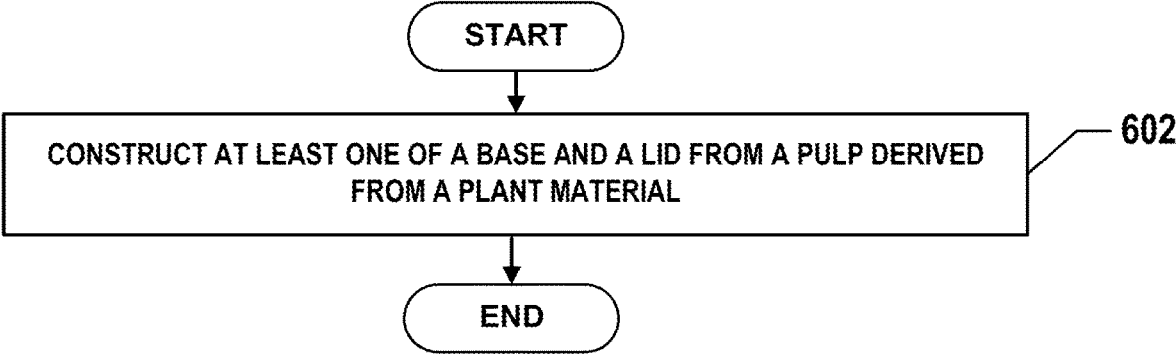 START
CONSTRUCT AT LEAST ONE OF A BASE AND A LID FROM A PULP DERIVED
FROM A PLANT MATERIAL
602
END